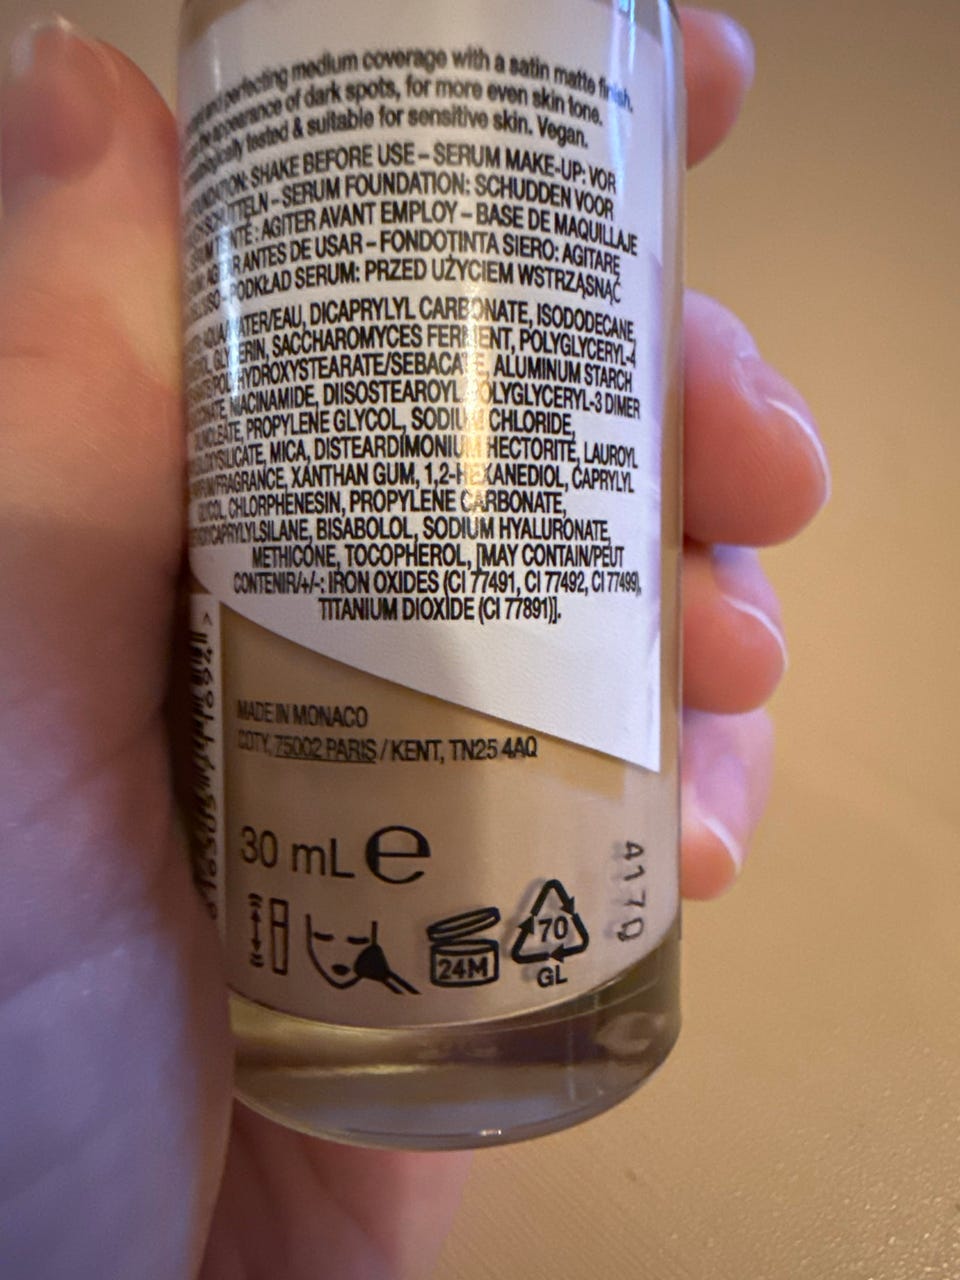 perfecting medium coverage with a satin matte finish.
the appearance of dark spots, for more even skin tone.
tested & suitable for sensitive skin. Vegan.
SHAKE BEFORE USE – SERUM MAKE-UP: VOR
– SERUM FOUNDATION: SCHUDDEN VOOR
AGITER AVANT EMPLOY – BASE DE MAQUILLAJE
ANTES DE USAR – FONDOTINTA SIERO: AGITARE
PODKŁAD SERUM: PRZED UŻYCIEM WSTRZĄSNĄĆ
WATER/EAU, DICAPRYLYL CARBONATE, ISODODECANE,
GLYCERIN, SACCHAROMYCES FERMENT, POLYGLYCERYL-4
HYDROXYSTEARATE/SEBACATE, ALUMINUM STARCH
NIACINAMIDE, DIISOSTEAROYL POLYGLYCERYL-3 DIMER
DILINOLEATE, PROPYLENE GLYCOL, SODIUM CHLORIDE,
MICA, DISTEARDIMONIUM HECTORITE, LAUROYL
PARFUM/FRAGRANCE, XANTHAN GUM, 1,2-HEXANEDIOL, CAPRYLYL
GLYCOL, CHLORPHENESIN, PROPYLENE CARBONATE,
BISABOLOL, SODIUM HYALURONATE,
METHICONE, TOCOPHEROL, [MAY CONTAIN/PEUT
CONTENIR/+/-: IRON OXIDES (CI 77491, CI 77492, CI 77499),
TITANIUM DIOXIDE (CI 77891)].
MADE IN MONACO
COTY, 75002 PARIS / KENT, TN25 4AQ
30 mL e
4170
24M
70
GL